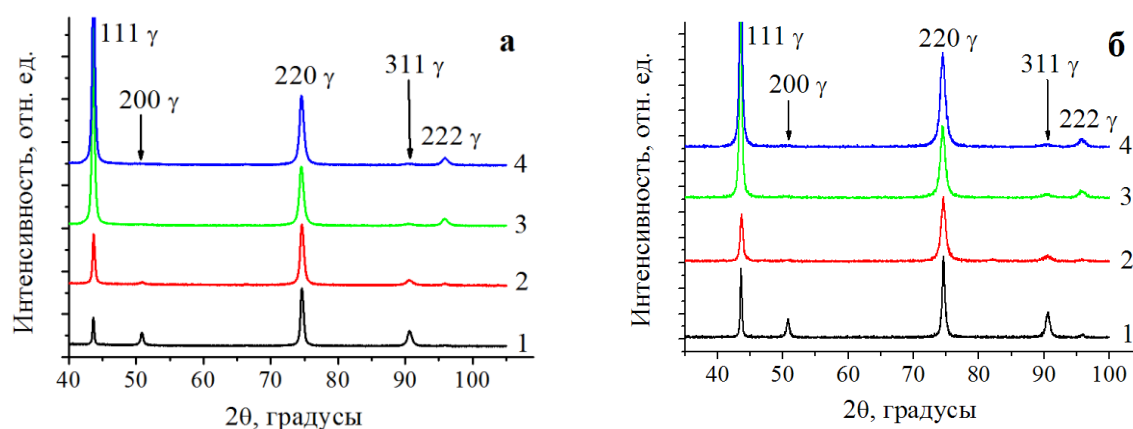 а
Интенсивность, отн. ед.
111 γ
200 γ
220 γ
311 γ
222 γ
4
3
2
1
40 50 60 70 80 90 100
2θ, градусы
б
Интенсивность, отн. ед.
111 γ
200 γ
220 γ
311 γ
222 γ
4
3
2
1
40 50 60 70 80 90 100
2θ, градусы